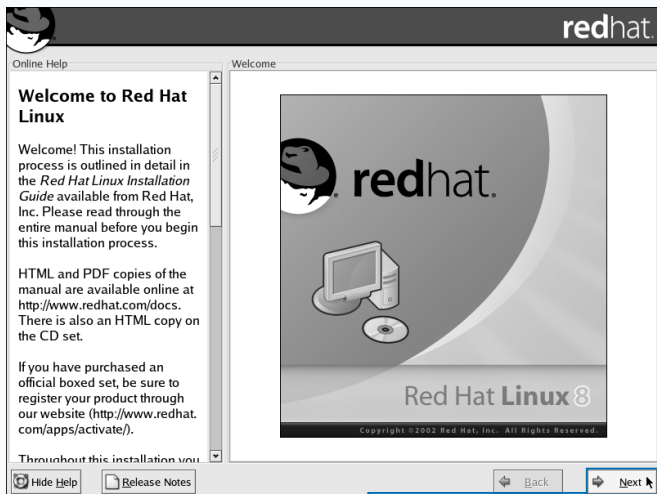 redhat.
Online Help
Welcome to Red Hat
Linux
Welcome! This installation
process is outlined in detail in
the Red Hat Linux Installation
Guide available from Red Hat,
Inc. Please read through the
entire manual before you begin
this installation process.
HTML and PDF copies of the
manual are available online at
http://www.redhat.com/docs.
There is also an HTML copy on
the CD set.
If you have purchased an
official boxed set, be sure to
register your product through
our website (http://www.redhat.
com/apps/activate/).
Throughout this installation you
Welcome
redhat.
Red Hat Linux 8
Copyright ©2002 Red Hat, Inc. All Rights Reserved.
Hide Help
Release Notes
Back
Next